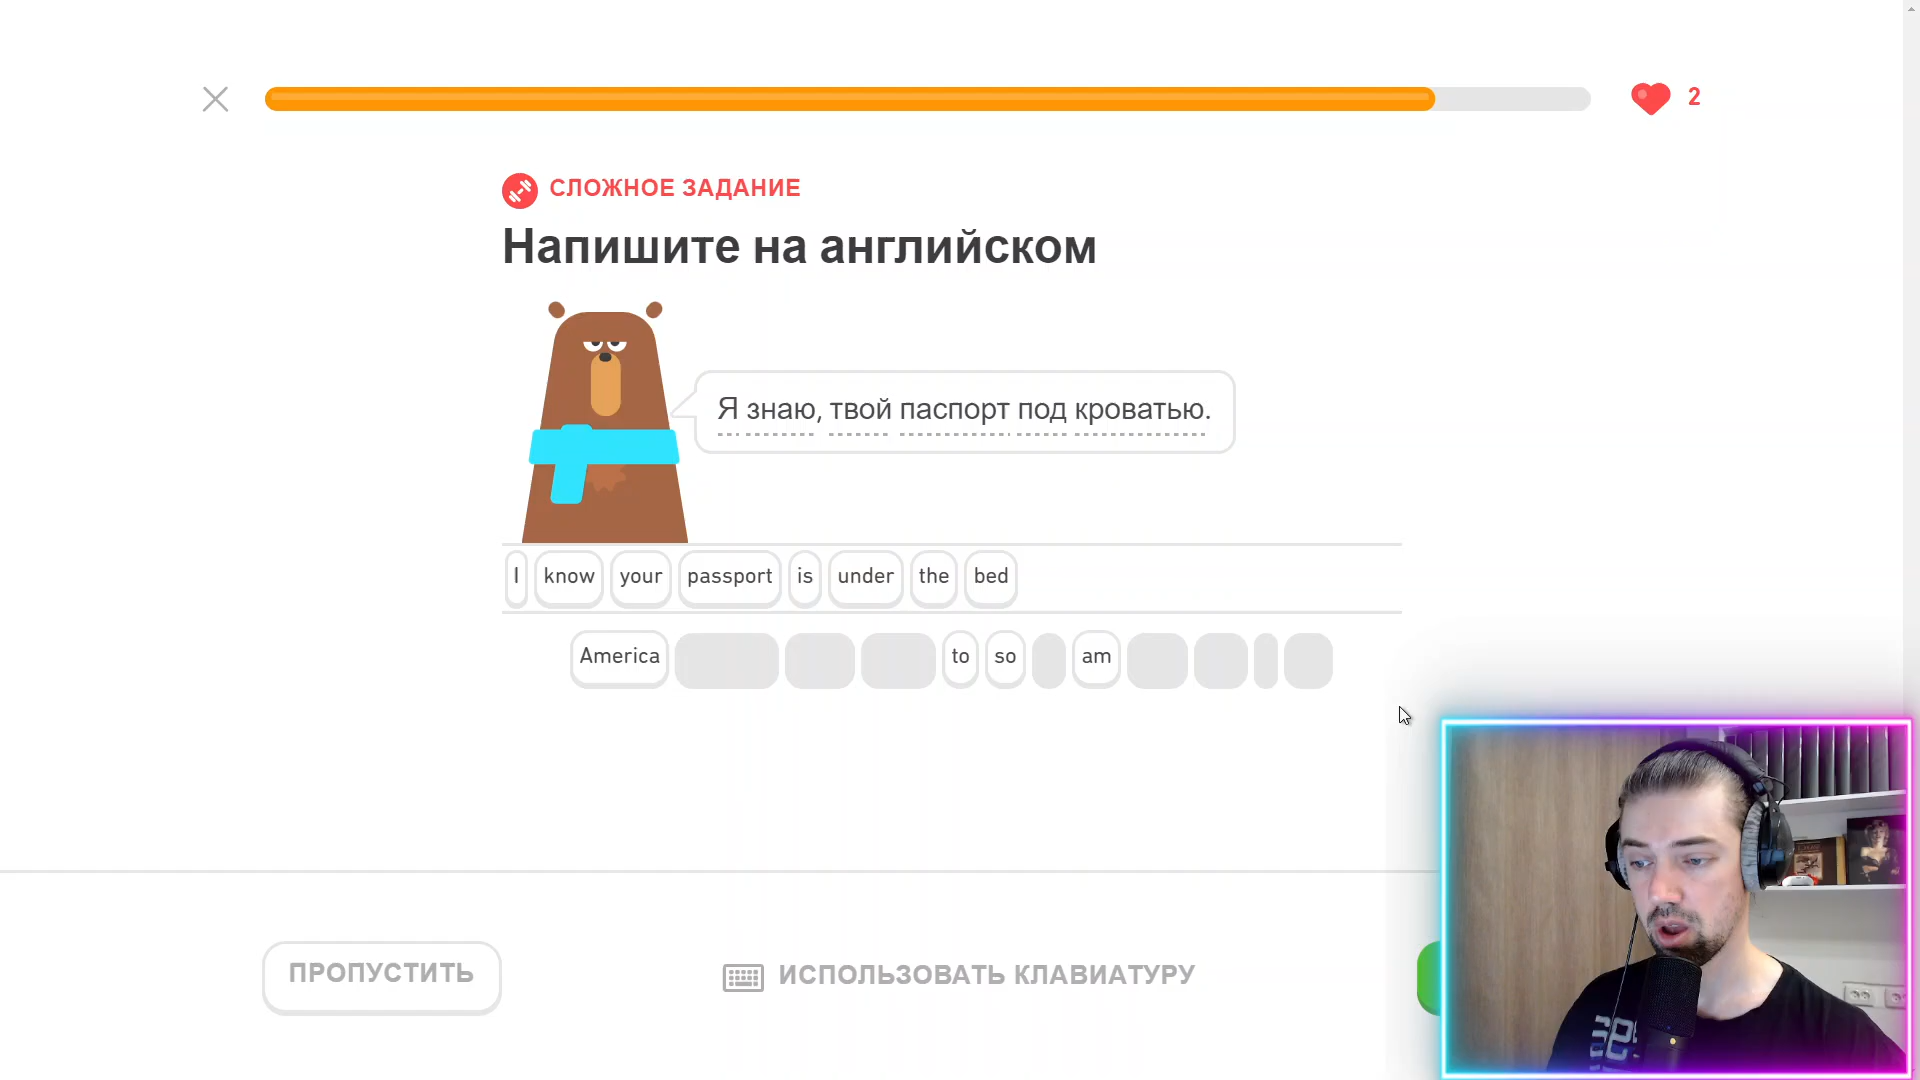 2
СЛОЖНОЕ ЗАДАНИЕ
Напишите на английском
Я знаю, твой паспорт под кроватью.
I know your passport is under the bed
America to so am
ПРОПУСТИТЬ
ИСПОЛЬЗОВАТЬ КЛАВИАТУРУ